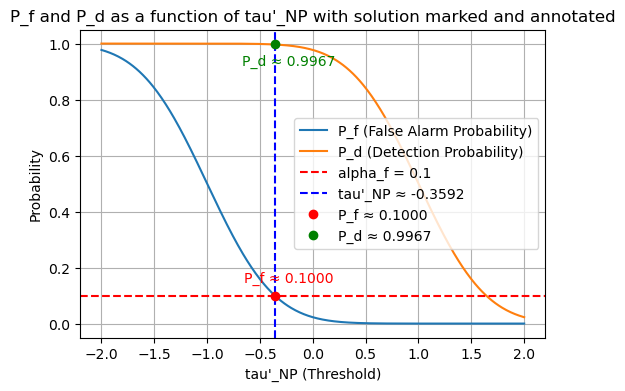 P_f and P_d as a function of tau'_NP with solution marked and annotated
Probability
1.0
0.8
0.6
0.4
0.2
0.0
P_d ≈ 0.9967
P_f (False Alarm Probability)
P_d (Detection Probability)
alpha_f = 0.1
tau'_NP ≈ -0.3592
P_f ≈ 0.1000
P_d ≈ 0.9967
P_f ≈ 0.1000
−2.0 −1.5 −1.0 −0.5 0.0 0.5 1.0 1.5 2.0
tau'_NP (Threshold)